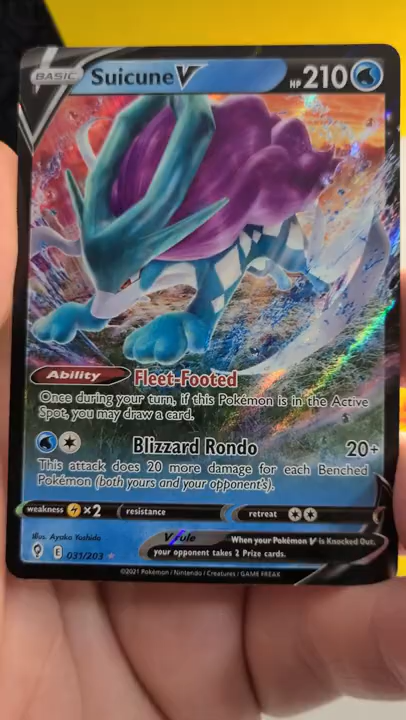 BASIC Suicune V HP 210
Ability Fleet-Footed
Once during your turn, if this Pokémon is in the Active
Spot, you may draw a card.
Blizzard Rondo 20+
This attack does 20 more damage for each Benched
Pokémon (both yours and your opponent's).
weakness ×2 resistance retreat
Illus. Ayaka Yoshida V rule When your Pokémon V is Knocked Out,
E 031/203 your opponent takes 2 Prize cards.
©2021 Pokémon / Nintendo / Creatures / GAME FREAK